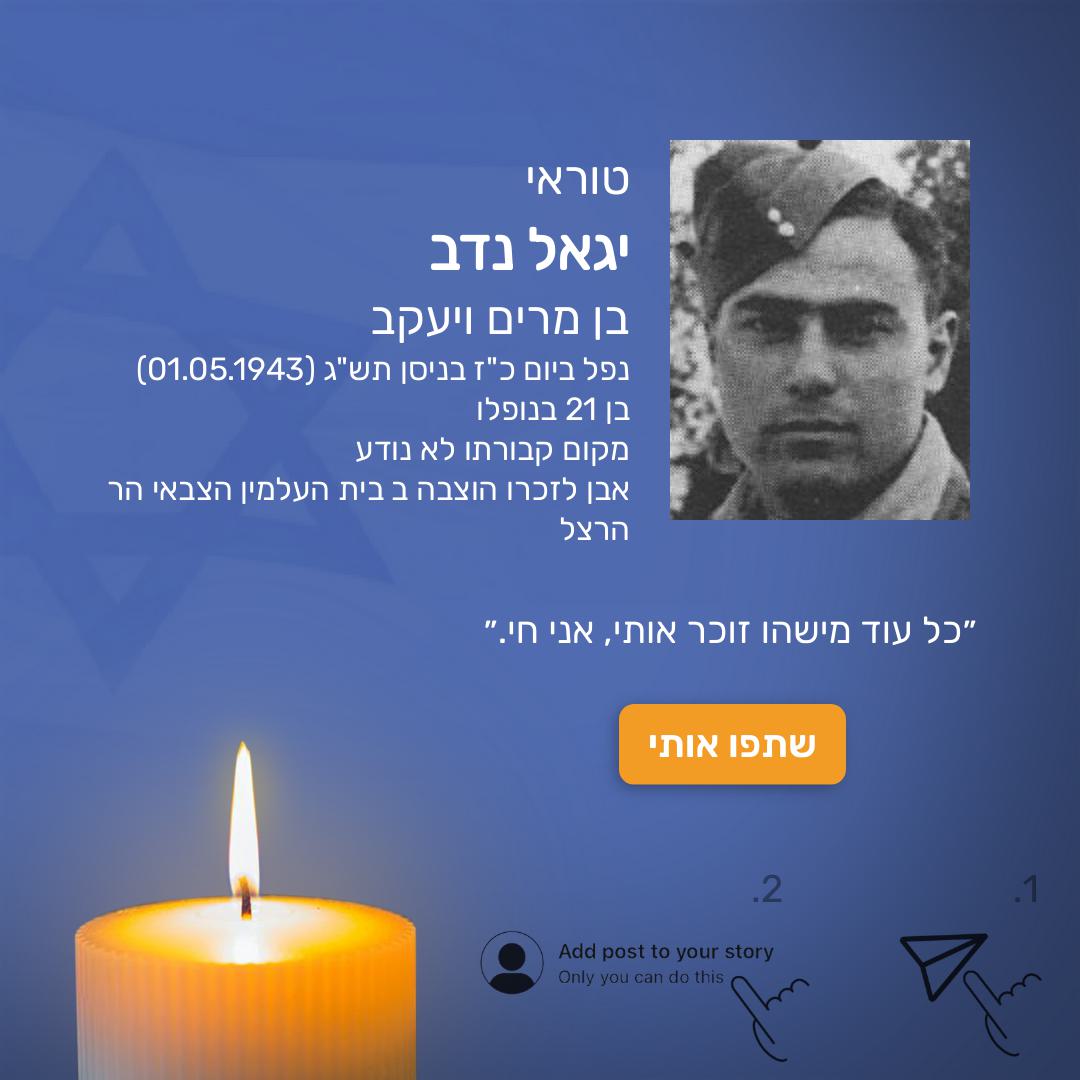 טוראי
יגאל נדב
בן מרים ויעקב
נפל ביום כ"ז בניסן תש"ג (01.05.1943)
בן 21 בנופלו
מקום קבורתו לא נודע
אבן לזכרו הוצבה ב בית העלמין הצבאי הר
הרצל
״כל עוד מישהו זוכר אותי, אני חי.״
שתפו אותי
.1
.2
Add post to your story
Only you can do this